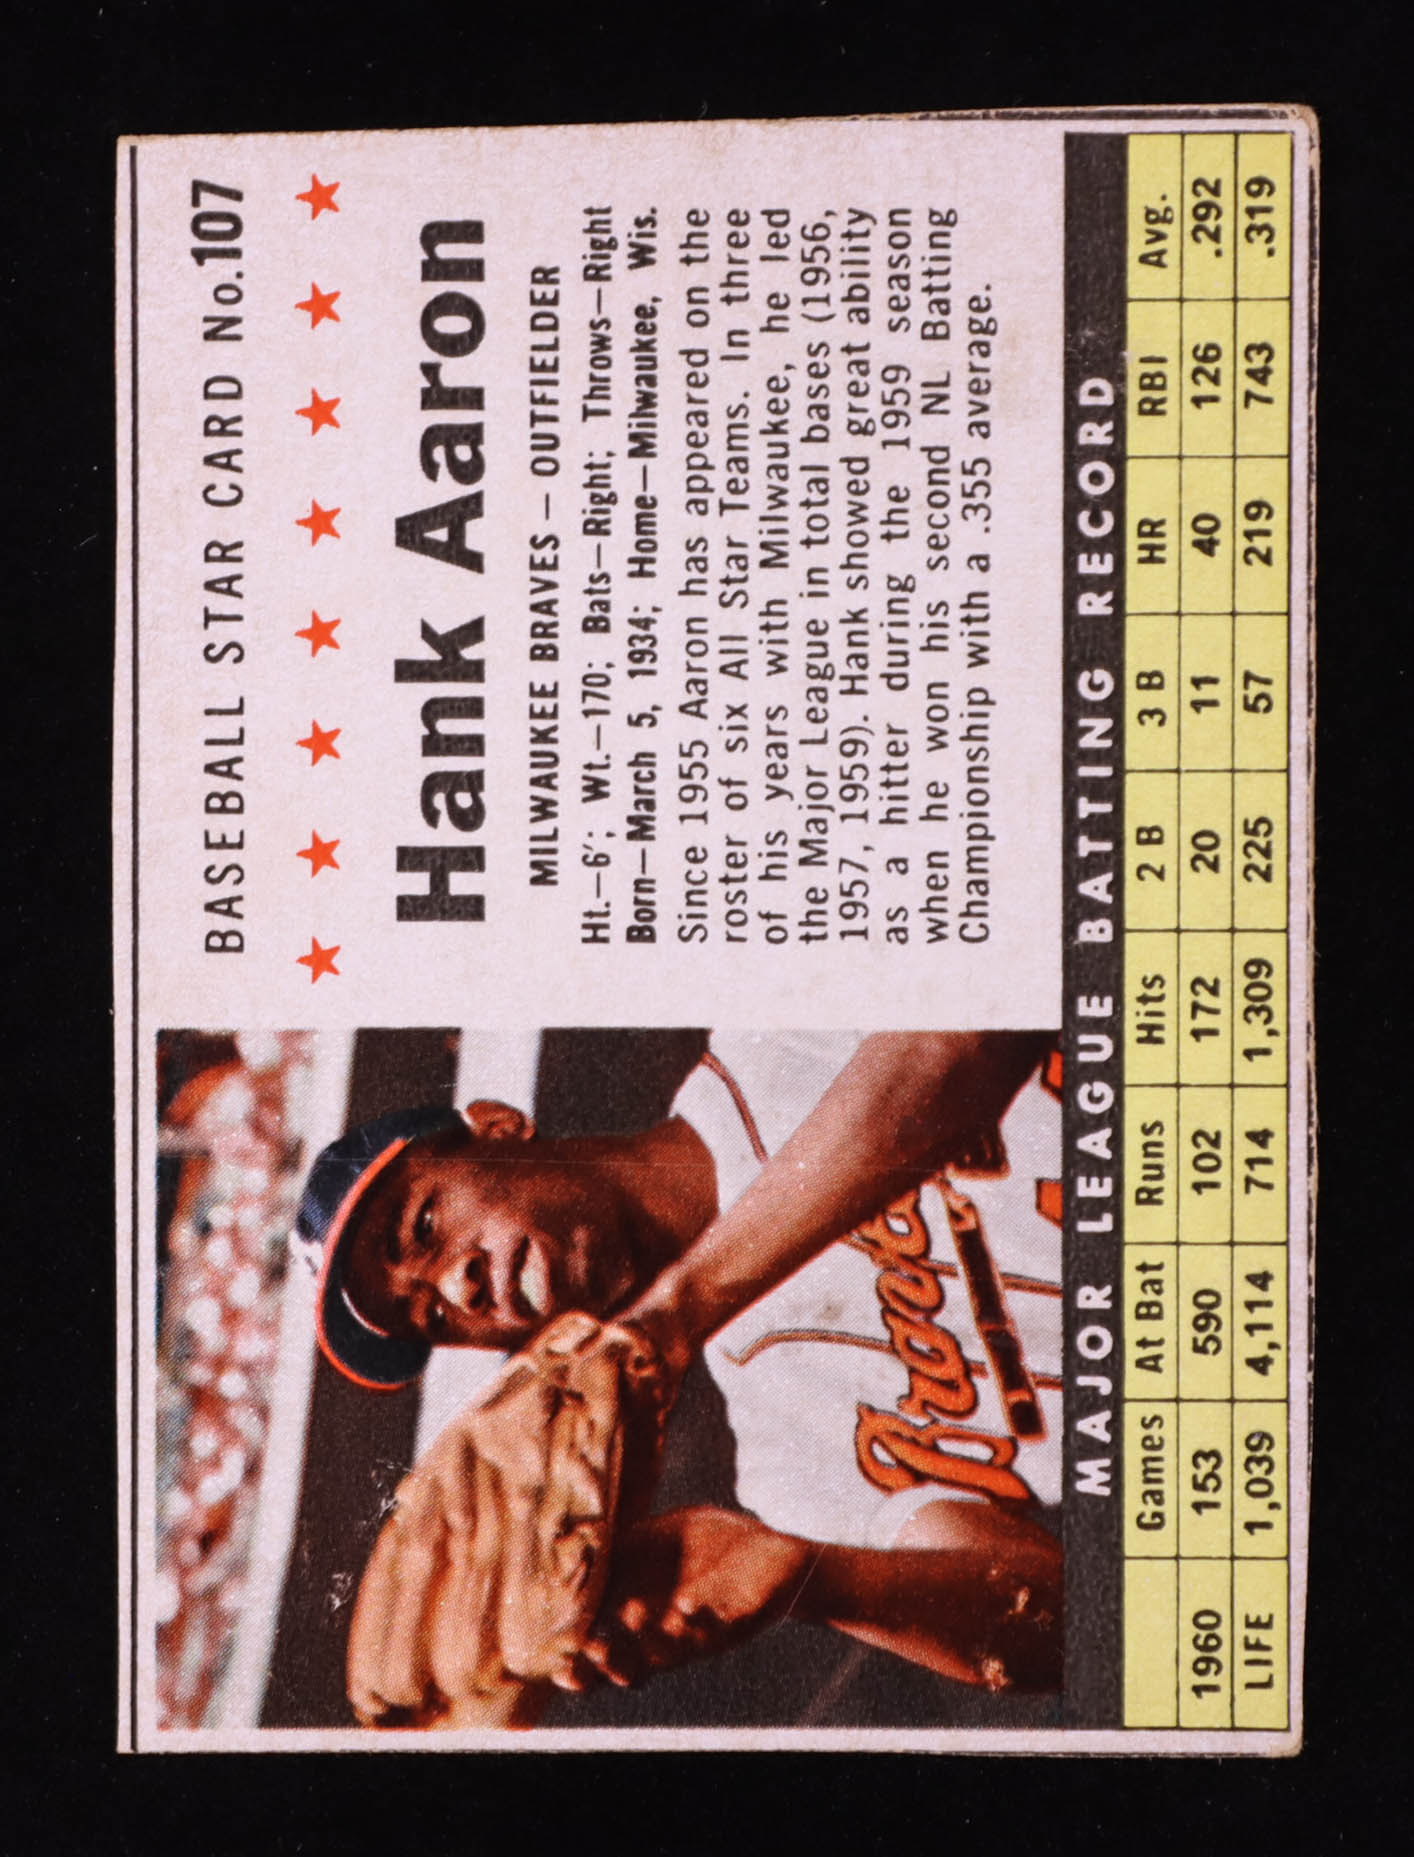 BASEBALL STAR CARD No.107
Hank Aaron
MILWAUKEE BRAVES – OUTFIELDER
Ht.–6'; Wt.–170; Bats–Right; Throws–Right
Born–March 5, 1934; Home–Milwaukee, Wis.
Since 1955 Aaron has appeared on the
roster of six All Star Teams. In three
of his years with Milwaukee, he led
the Major League in total bases (1956,
1957, 1959). Hank showed great ability
as a hitter during the 1959 season
when he won his second NL Batting
Championship with a .355 average.
Braves
MAJOR LEAGUE BATTING RECORD
Games At Bat Runs Hits 2 B 3 B HR RBI Avg.
1960 153 590 102 172 20 11 40 126 .292
LIFE 1,039 4,114 714 1,309 225 57 219 743 .319